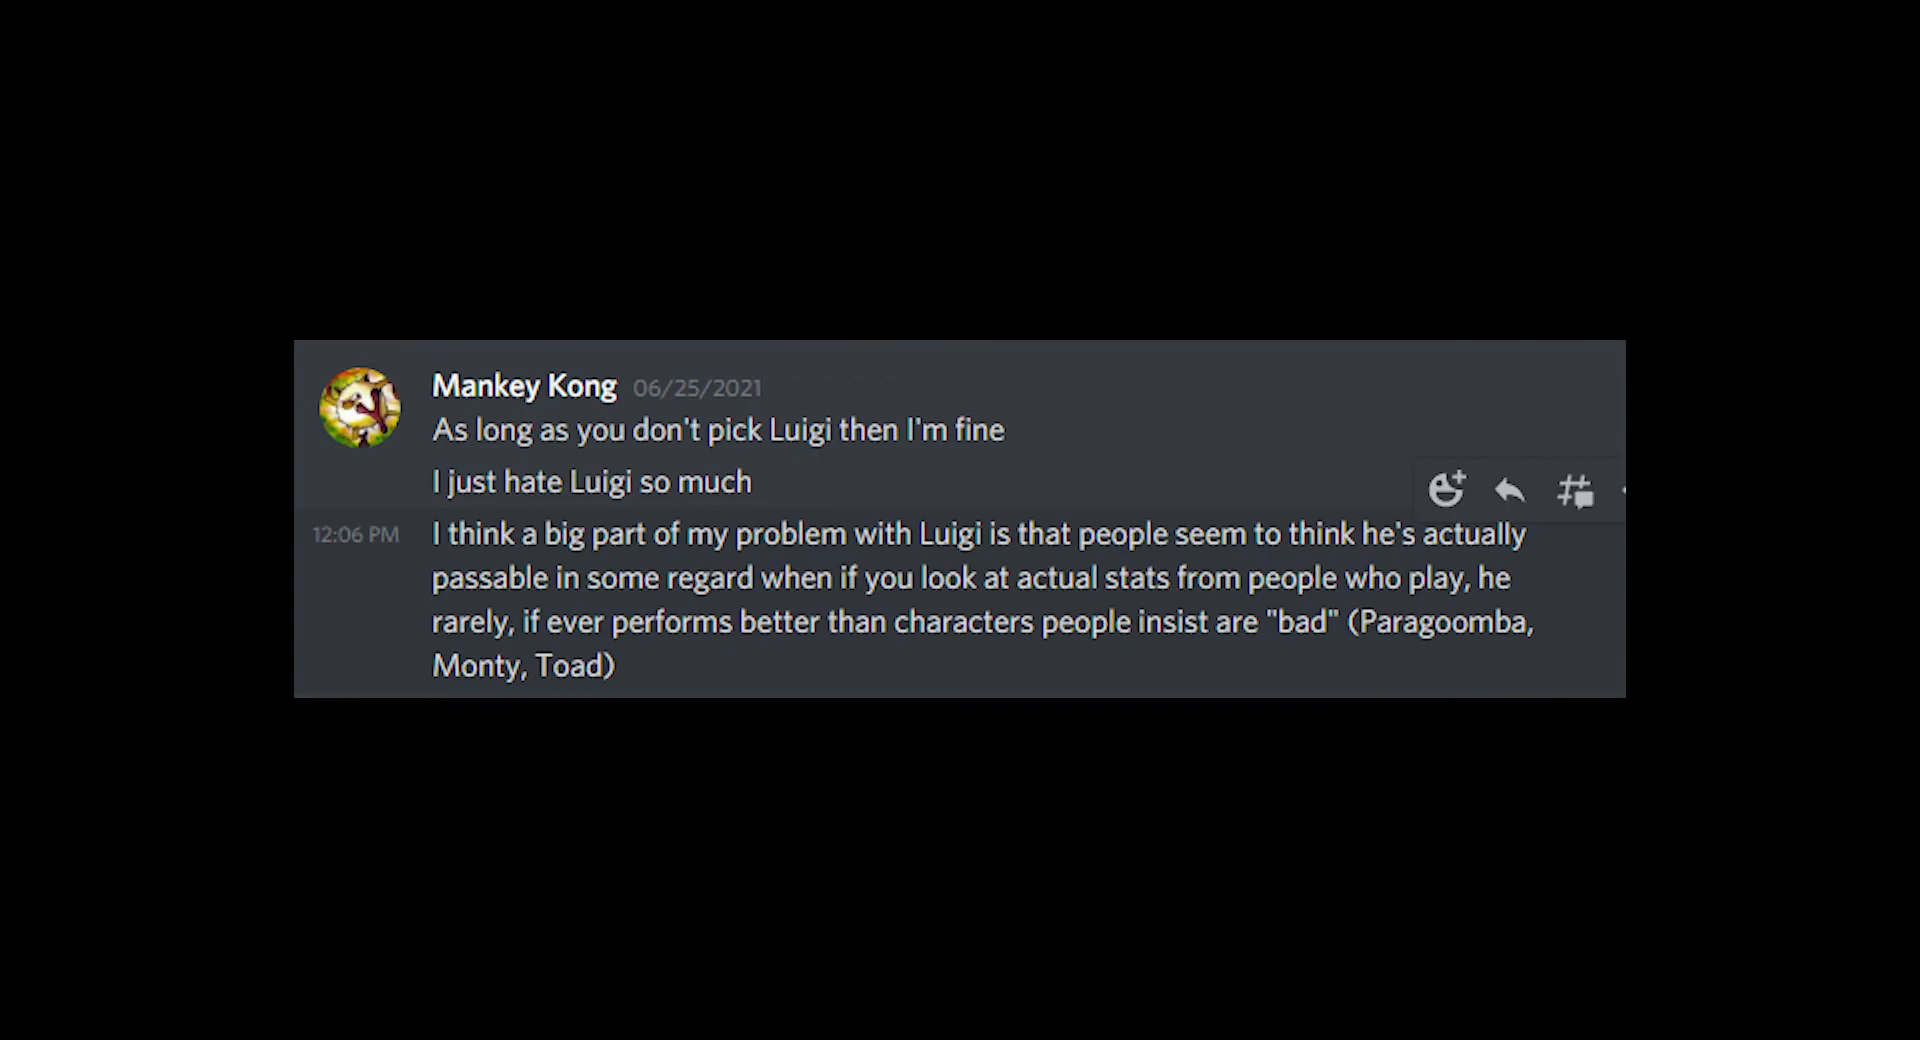 Mankey Kong 06/25/2021
As long as you don't pick Luigi then I'm fine
I just hate Luigi so much
12:06 PM I think a big part of my problem with Luigi is that people seem to think he's actually
passable in some regard when if you look at actual stats from people who play, he
rarely, if ever performs better than characters people insist are "bad" (Paragoomba,
Monty, Toad)